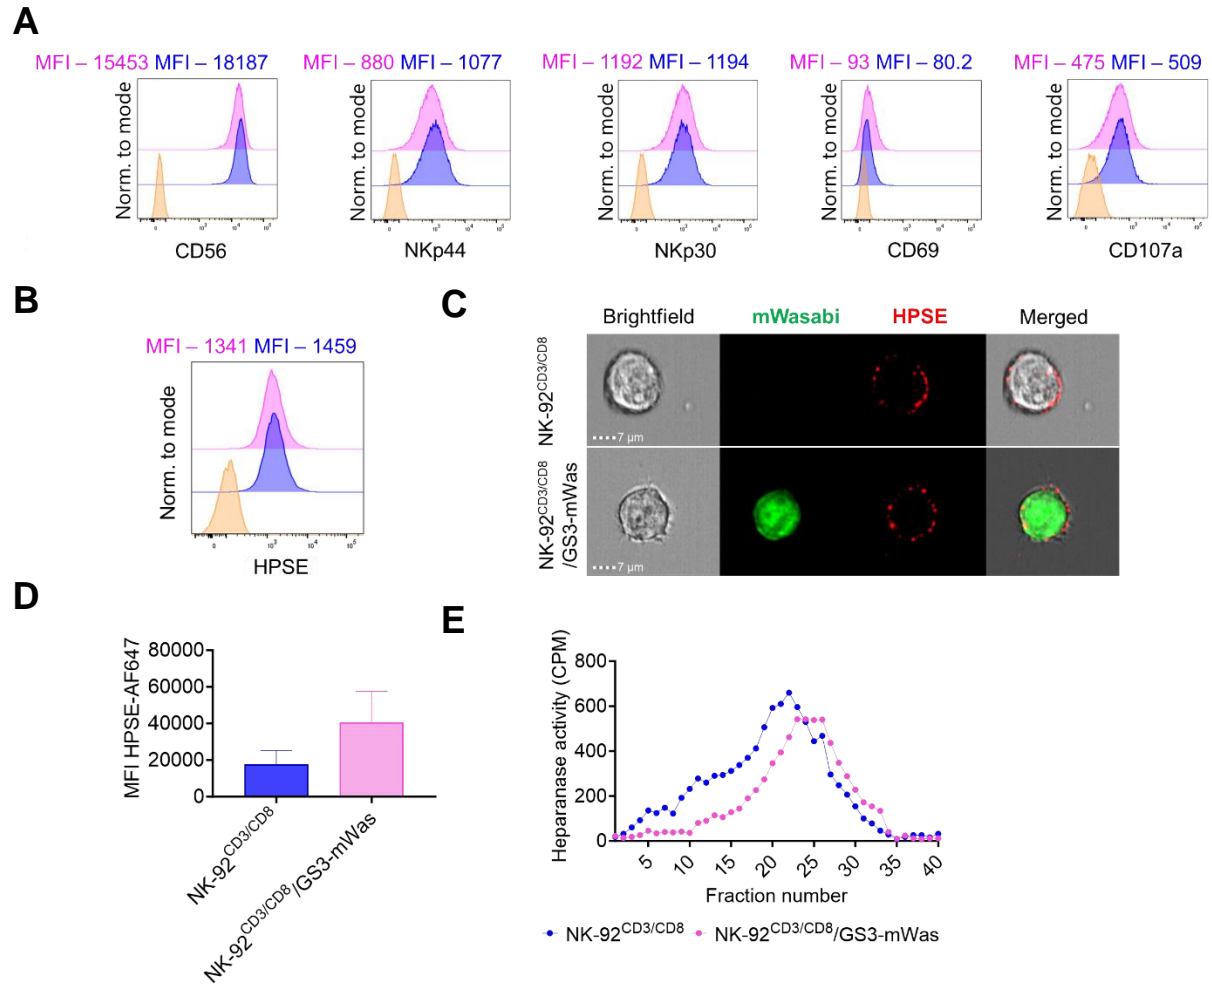 A
MFI – 15453 MFI – 18187
MFI – 880 MFI – 1077
MFI – 1192 MFI – 1194
MFI – 93 MFI – 80.2
MFI – 475 MFI – 509
Norm. to mode
Norm. to mode
Norm. to mode
Norm. to mode
Norm. to mode
CD56
NKp44
NKp30
CD69
CD107a
B
MFI – 1341 MFI – 1459
Norm. to mode
0 10³ 10⁴ 10⁵
HPSE
C
Brightfield
mWasabi
HPSE
Merged
NK-92CD3/CD8
7 µm
NK-92CD3/CD8
/GS3-mWas
7 µm
D
MFI HPSE-AF647
80000
60000
40000
20000
0
NK-92CD3/CD8
NK-92CD3/CD8/GS3-mWas
E
Heparanase activity (CPM)
800
600
400
200
0
5 10 15 20 25 30 35 40
Fraction number
NK-92CD3/CD8
NK-92CD3/CD8/GS3-mWas